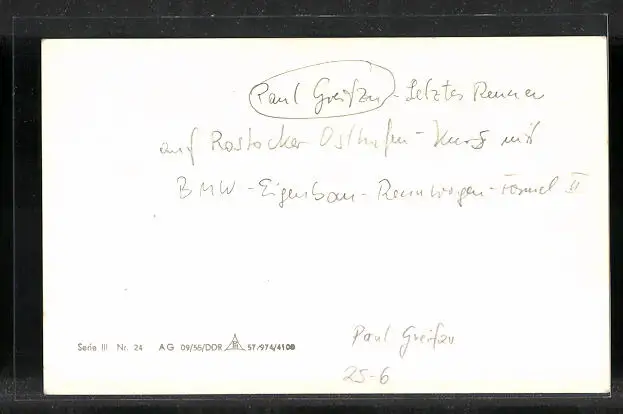 Paul Greifzu - Letztes Rennen
auf Rostocker Osthafen - Kurs mit
BMW - Eigenbau - Rennwagen - Formel II
Serie III Nr. 24 AG 09/55/DDR 57/974/4100
Paul Greifzu
25-6